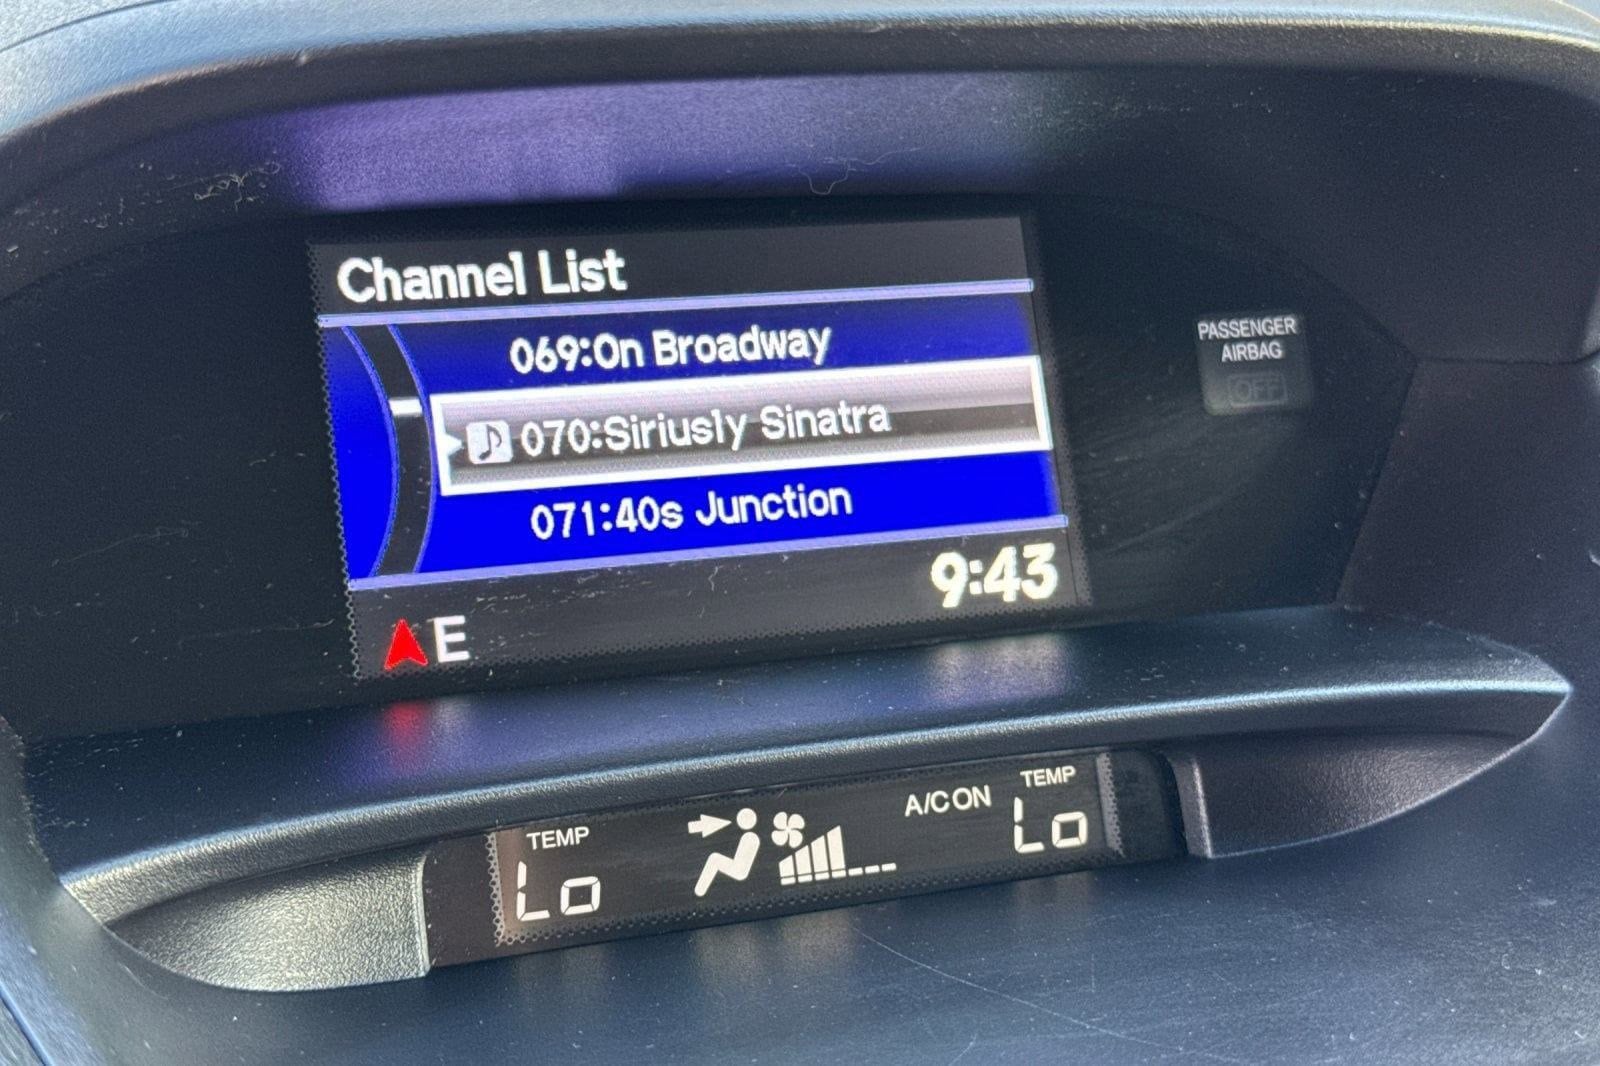 Channel List
069:On Broadway
070:Siriusly Sinatra
071:40s Junction
9:43
E
PASSENGER
AIRBAG
OFF
TEMP
Lo
A/CON
TEMP
Lo